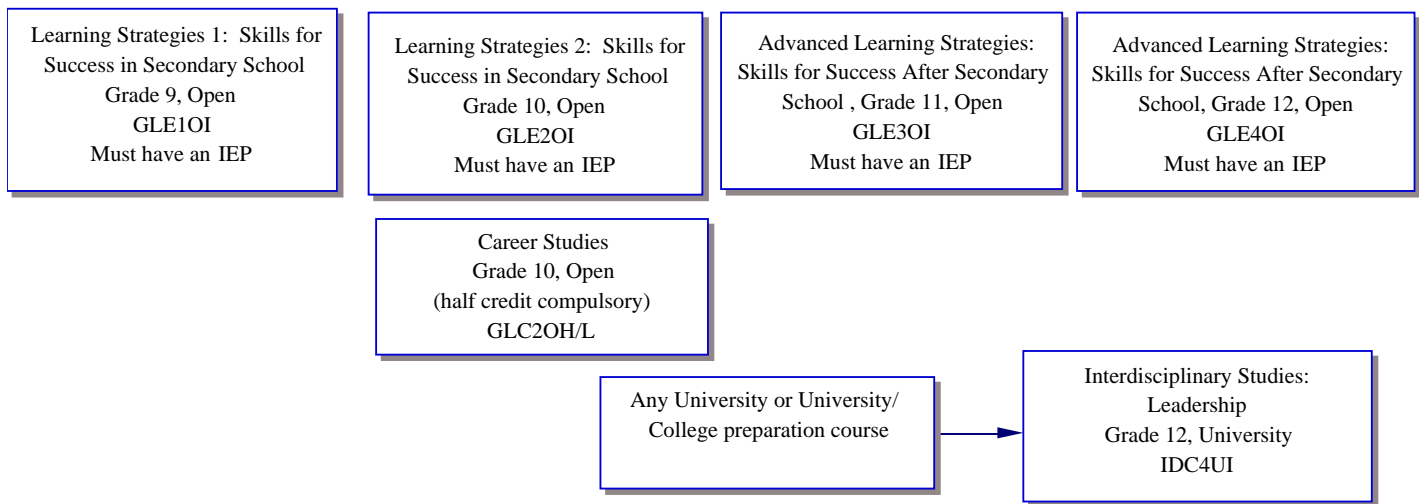 Learning Strategies 1: Skills for
Success in Secondary School
Grade 9, Open
GLE1OI
Must have an IEP
Learning Strategies 2: Skills for
Success in Secondary School
Grade 10, Open
GLE2OI
Must have an IEP
Advanced Learning Strategies:
Skills for Success After Secondary
School , Grade 11, Open
GLE3OI
Must have an IEP
Advanced Learning Strategies:
Skills for Success After Secondary
School, Grade 12, Open
GLE4OI
Must have an IEP
Career Studies
Grade 10, Open
(half credit compulsory)
GLC2OH/L
Any University or University/
College preparation course
Interdisciplinary Studies:
Leadership
Grade 12, University
IDC4UI